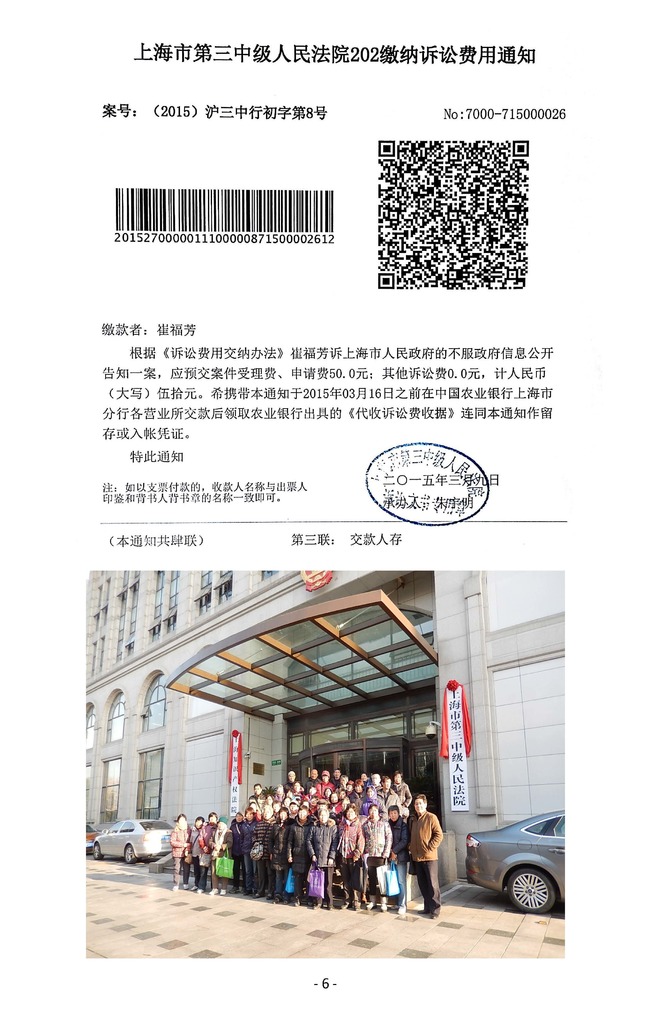 上海市第三中级人民法院202缴纳诉讼费用通知
案号：（2015）沪三中行初字第8号
No:7000-715000026
2015270000011100000871500002612
缴款者：崔福芳
根据《诉讼费用交纳办法》崔福芳诉上海市人民政府的不服政府信息公开
告知一案，应预交案件受理费、申请费50.0元；其他诉讼费0.0元，计人民币
（大写）伍拾元。希携带本通知于2015年03月16日之前在中国农业银行上海市
分行各营业所交款后领取农业银行出具的《代收诉讼费收据》连同本通知作留
存或入帐凭证。
特此通知
注：如以支票付款的，收款人名称与出票人
印鉴和背书人背书章的名称一致即可。
二〇一五年三月九日
（本通知共肆联）
第三联： 交款人存
上海市第三中级人民法院
知识产权法院
- 6 -